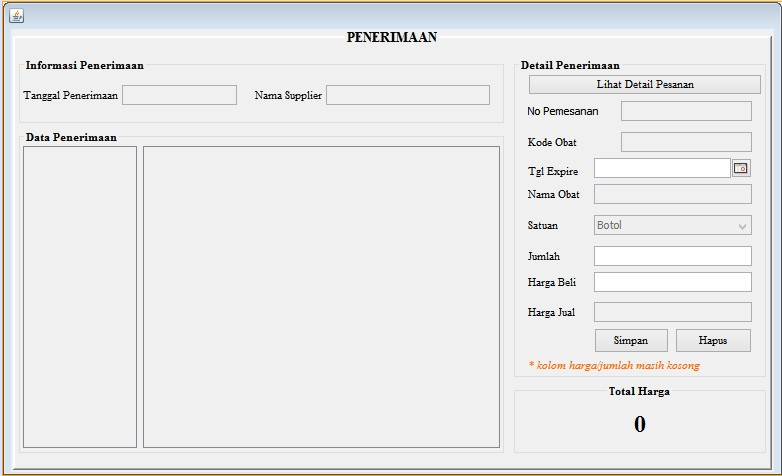 PENERIMAAN
Informasi Penerimaan
Tanggal Penerimaan
Nama Supplier
Data Penerimaan
Detail Penerimaan
Lihat Detail Pesanan
No Pemesanan
Kode Obat
Tgl Expire
Nama Obat
Satuan
Botol
Jumlah
Harga Beli
Harga Jual
Simpan
Hapus
* kolom harga/jumlah masih kosong
Total Harga
0